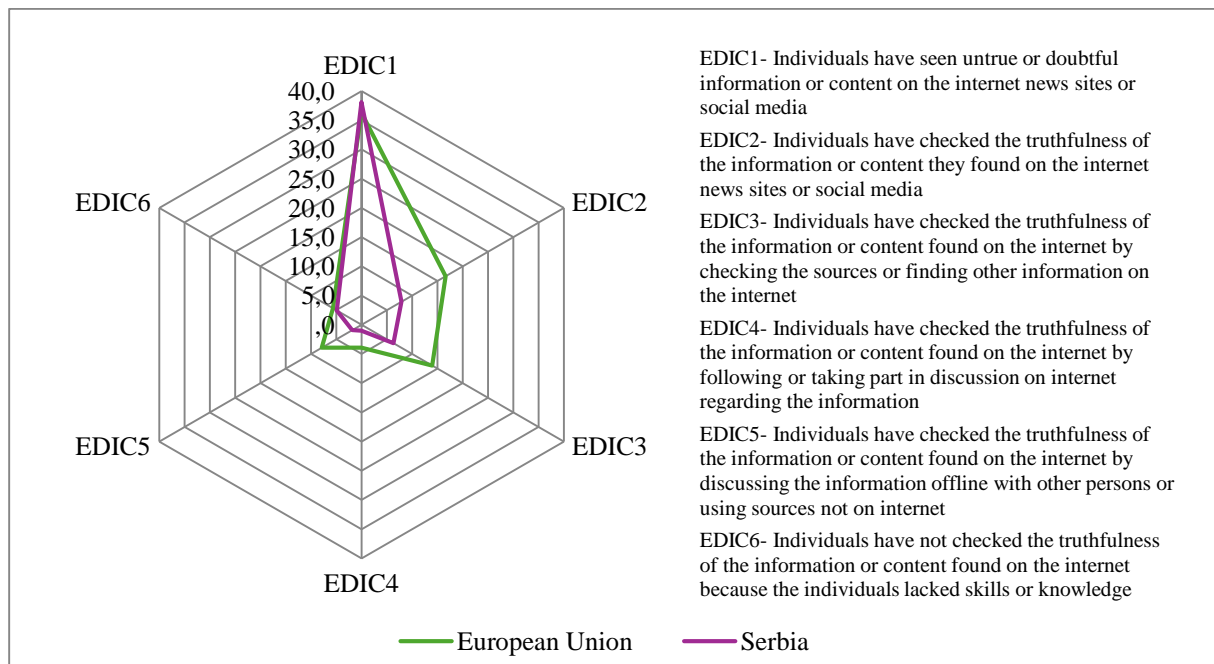 EDIC1
40,0
35,0
30,0
25,0
20,0
15,0
10,0
5,0
,0
EDIC2
EDIC3
EDIC4
EDIC5
EDIC6
EDIC1- Individuals have seen untrue or doubtful
information or content on the internet news sites or
social media
EDIC2- Individuals have checked the truthfulness of
the information or content they found on the internet
news sites or social media
EDIC3- Individuals have checked the truthfulness of
the information or content found on the internet by
checking the sources or finding other information on
the internet
EDIC4- Individuals have checked the truthfulness of
the information or content found on the internet by
following or taking part in discussion on internet
regarding the information
EDIC5- Individuals have checked the truthfulness of
the information or content found on the internet by
discussing the information offline with other persons or
using sources not on internet
EDIC6- Individuals have not checked the truthfulness
of the information or content found on the internet
because the individuals lacked skills or knowledge
European Union
Serbia